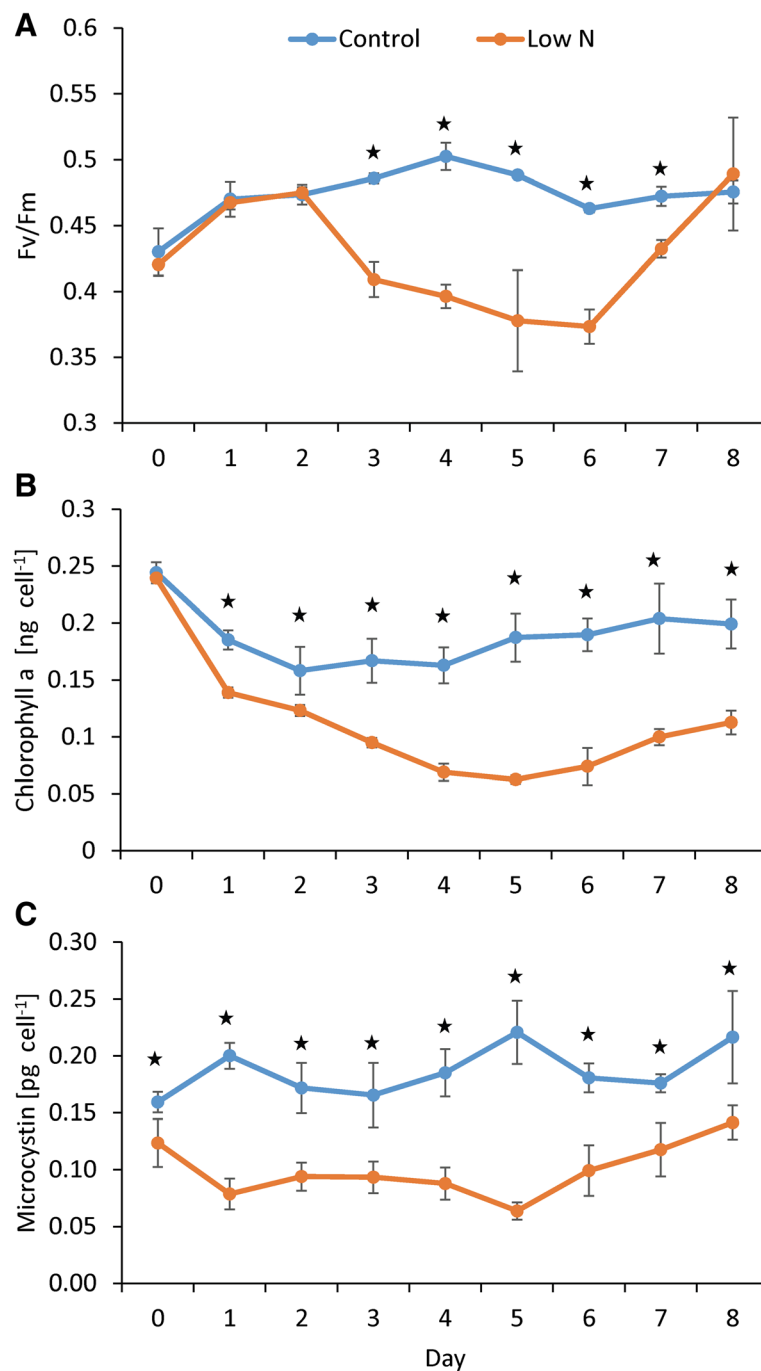 A
Control Low N
Fv/Fm
0.6
0.55
0.5
0.45
0.4
0.35
0.3
0 1 2 3 4 5 6 7 8
B
Chlorophyll a [ng cell⁻¹]
0.3
0.25
0.2
0.15
0.1
0.05
0
0 1 2 3 4 5 6 7 8
C
Microcystin [pg cell⁻¹]
0.30
0.25
0.20
0.15
0.10
0.05
0.00
0 1 2 3 4 5 6 7 8
Day